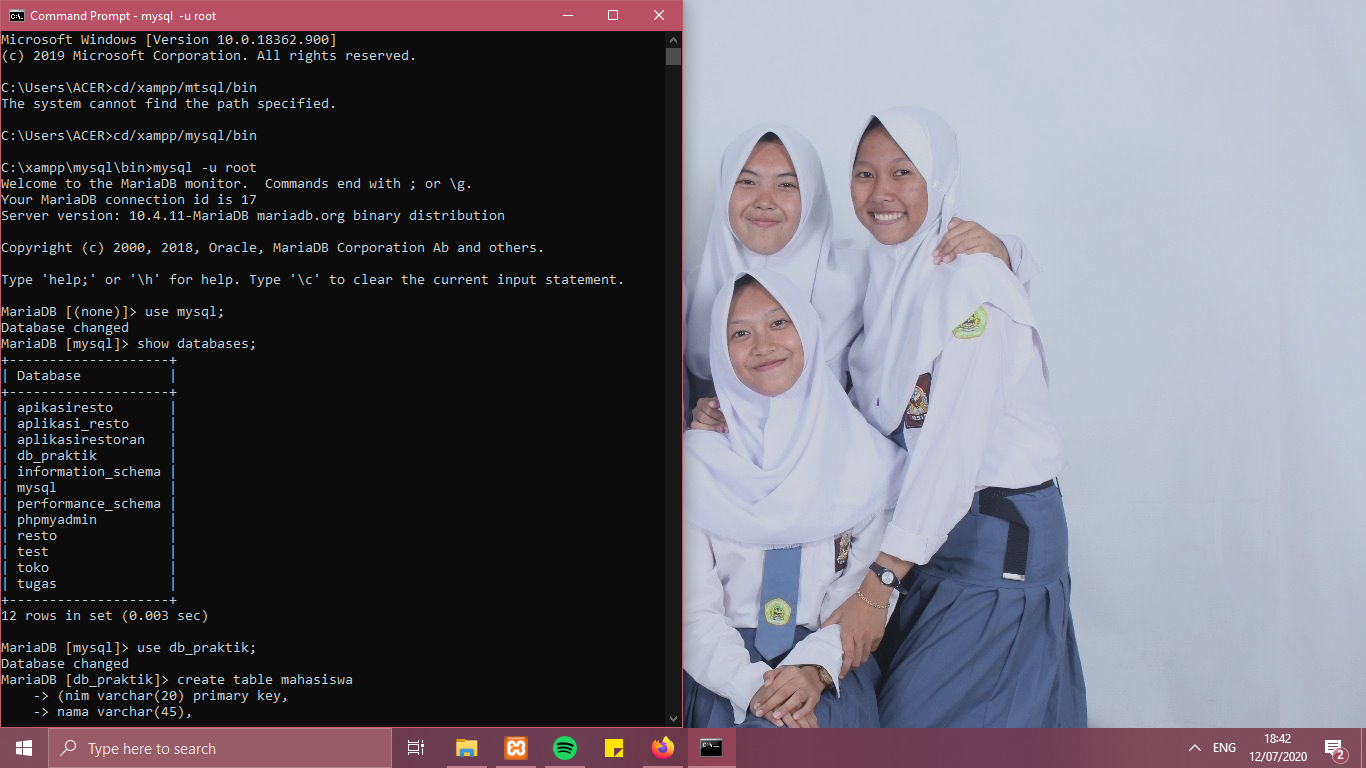 Command Prompt - mysql  -u root
Microsoft Windows [Version 10.0.18362.900]
(c) 2019 Microsoft Corporation. All rights reserved.
C:\Users\ACER>cd/xampp/mtsql/bin
The system cannot find the path specified.
C:\Users\ACER>cd/xampp/mysql/bin
C:\xampp\mysql\bin>mysql -u root
Welcome to the MariaDB monitor.  Commands end with ; or \g.
Your MariaDB connection id is 17
Server version: 10.4.11-MariaDB mariadb.org binary distribution
Copyright (c) 2000, 2018, Oracle, MariaDB Corporation Ab and others.
Type 'help;' or '\h' for help. Type '\c' to clear the current input statement.
MariaDB [(none)]> use mysql;
Database changed
MariaDB [mysql]> show databases;
+--------------------+
| Database           |
+--------------------+
| apikasiresto       |
| aplikasi_resto     |
| aplikasirestoran   |
| db_praktik         |
| information_schema |
| mysql              |
| performance_schema |
| phpmyadmin         |
| resto              |
| test               |
| toko               |
| tugas              |
+--------------------+
12 rows in set (0.003 sec)
MariaDB [mysql]> use db_praktik;
Database changed
MariaDB [db_praktik]> create table mahasiswa
    -> (nim varchar(20) primary key,
    -> nama varchar(45),
Type here to search
ENG
18:42
12/07/2020
2